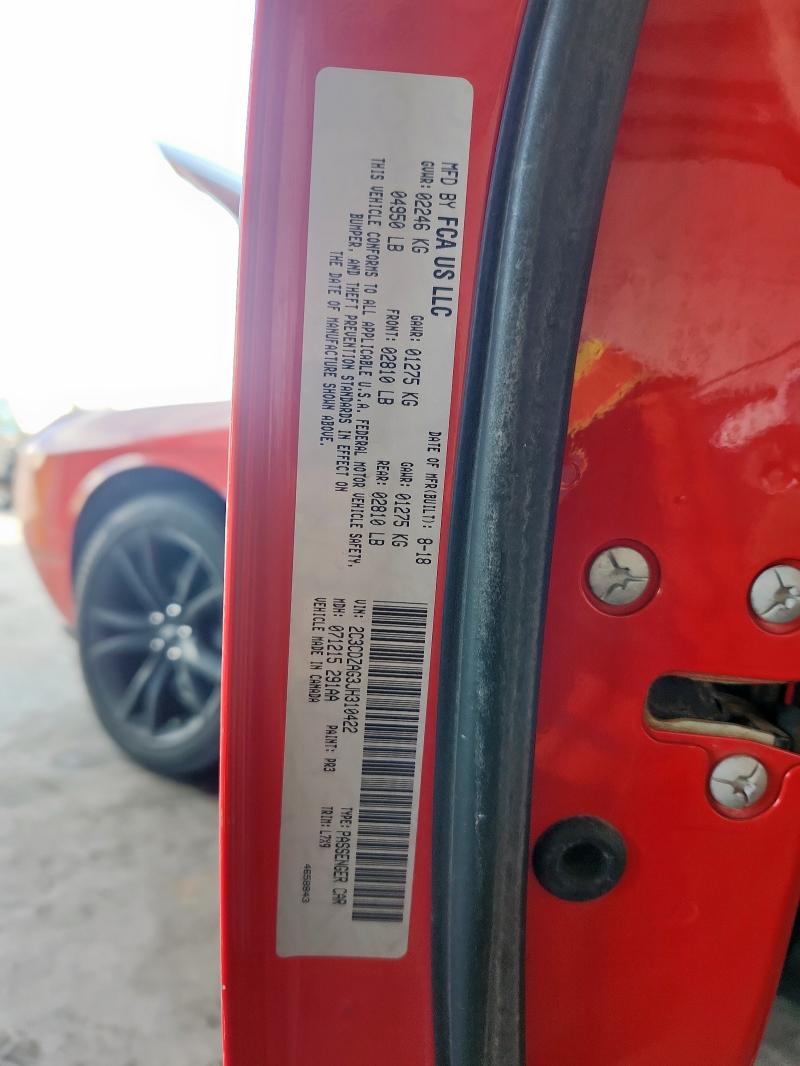 MFD BY FCA US LLC
DATE OF MFR(BUILT): 8-18
GVWR: 02246 KG GAWR: 01275 KG GAWR: 01275 KG
04950 LB FRONT: 02810 LB REAR: 02810 LB
THIS VEHICLE CONFORMS TO ALL APPLICABLE U.S.A. FEDERAL MOTOR VEHICLE SAFETY,
BUMPER, AND THEFT PREVENTION STANDARDS IN EFFECT ON
THE DATE OF MANUFACTURE SHOWN ABOVE.
VIN: 2C3CDZAG3JH310422 TYPE: PASSENGER CAR
MDH: 071215 291AA PAINT: PR3 TRIM: L7X9
VEHICLE MADE IN CANADA 4658843